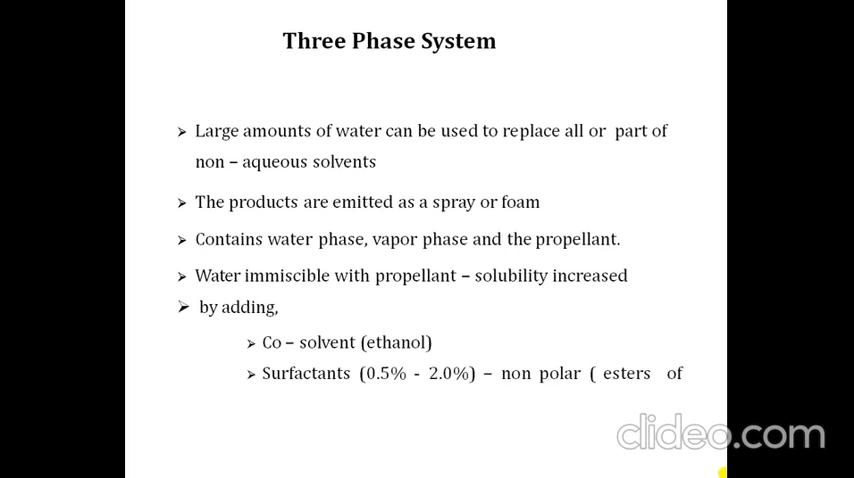 Three Phase System
➢ Large amounts of water can be used to replace all or part of
non – aqueous solvents
➢ The products are emitted as a spray or foam
➢ Contains water phase, vapor phase and the propellant.
➢ Water immiscible with propellant – solubility increased
➢ by adding,
➢ Co – solvent (ethanol)
➢ Surfactants (0.5% - 2.0%) – non polar ( esters of
clideo.com